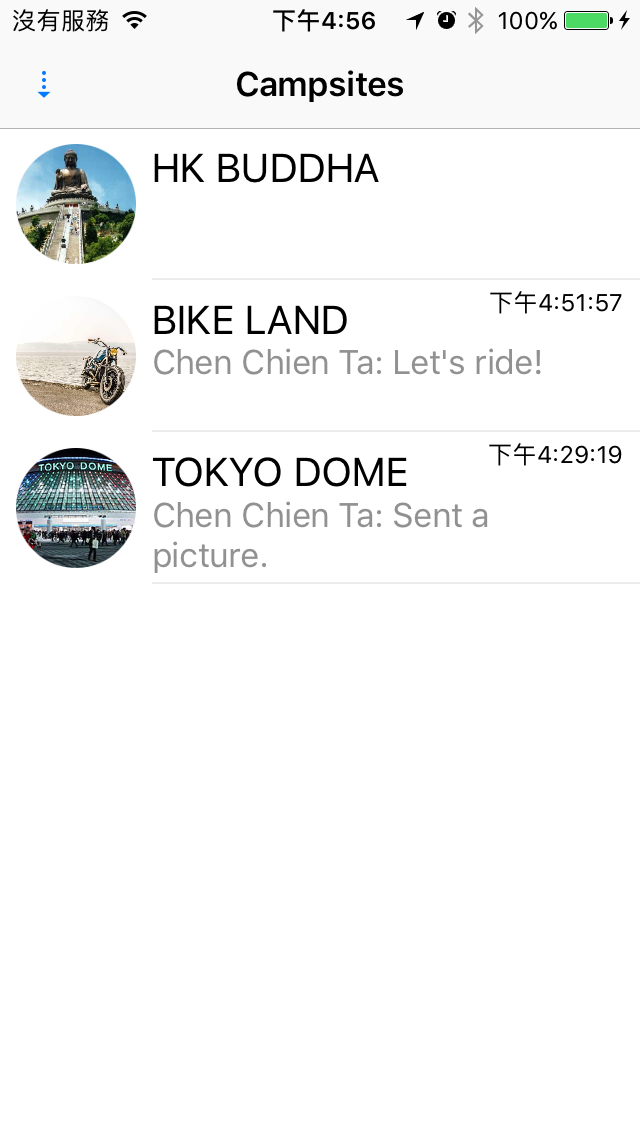 沒有服務 下午4:56 100%
Campsites
HK BUDDHA
下午4:51:57
BIKE LAND
Chen Chien Ta: Let's ride!
下午4:29:19
TOKYO DOME
TOKYO DOME
Chen Chien Ta: Sent a
picture.